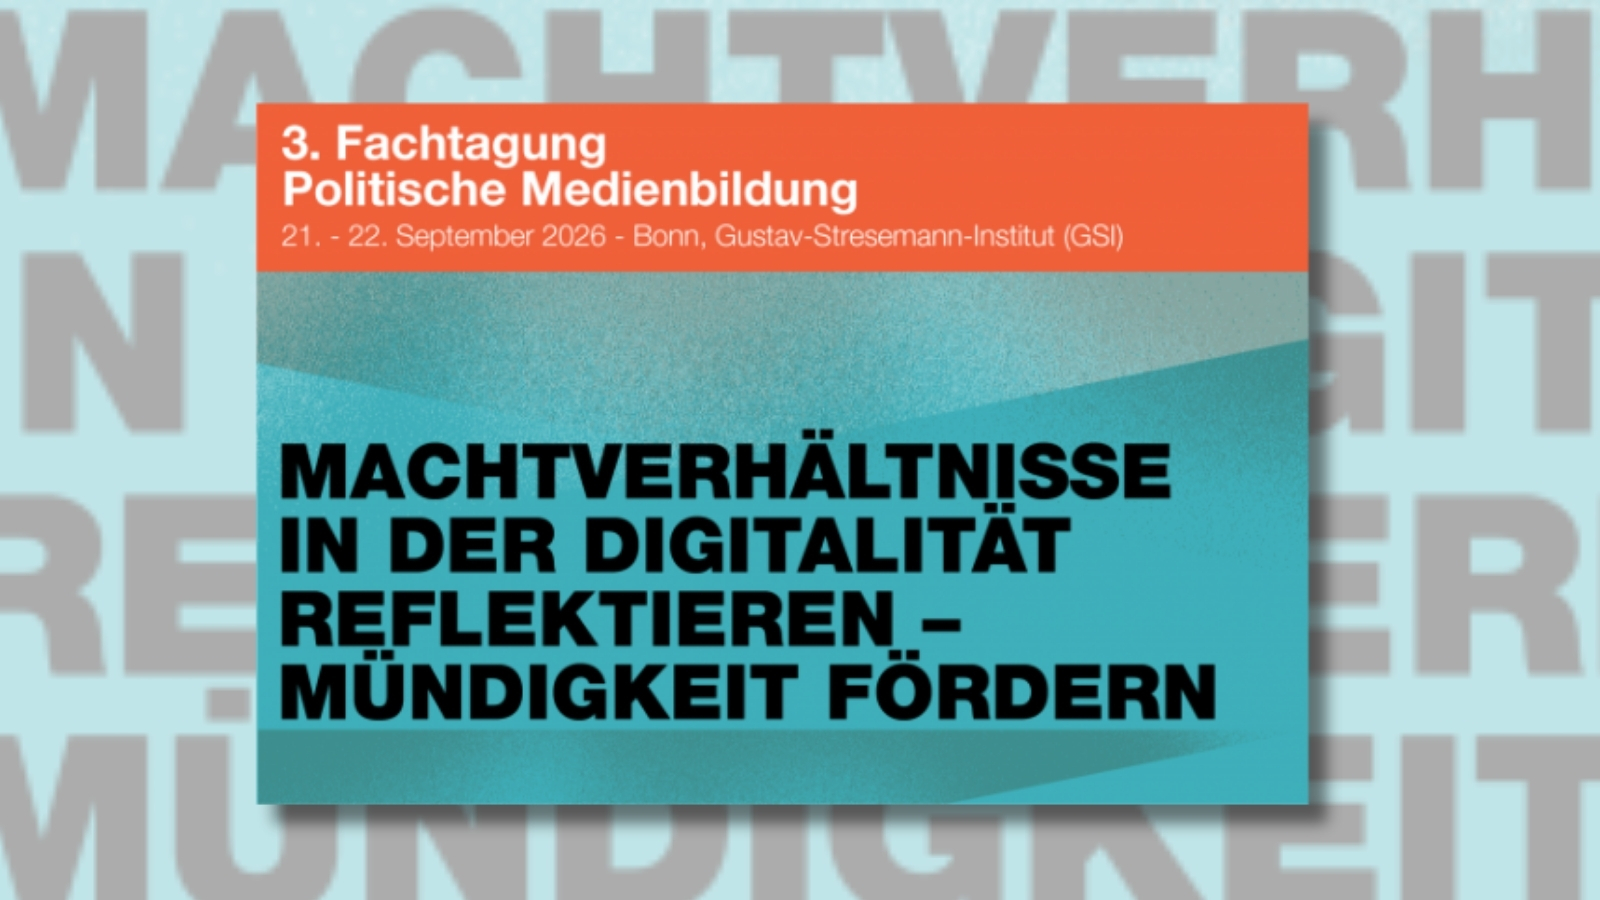 3. Fachtagung
Politische Medienbildung
21. - 22. September 2026 - Bonn, Gustav-Stresemann-Institut (GSI)
MACHTVERHÄLTNISSE
IN DER DIGITALITÄT
REFLEKTIEREN –
MÜNDIGKEIT FÖRDERN